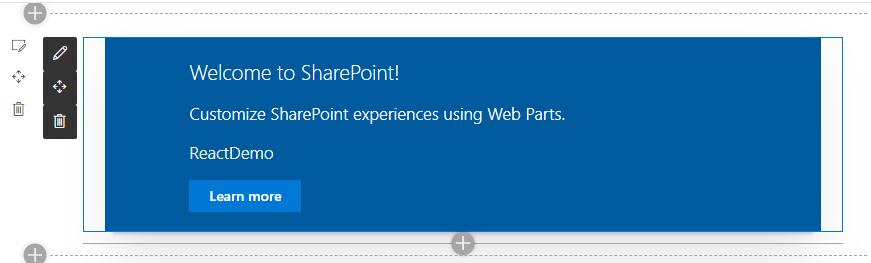 Welcome to SharePoint!
Customize SharePoint experiences using Web Parts.
ReactDemo
Learn more